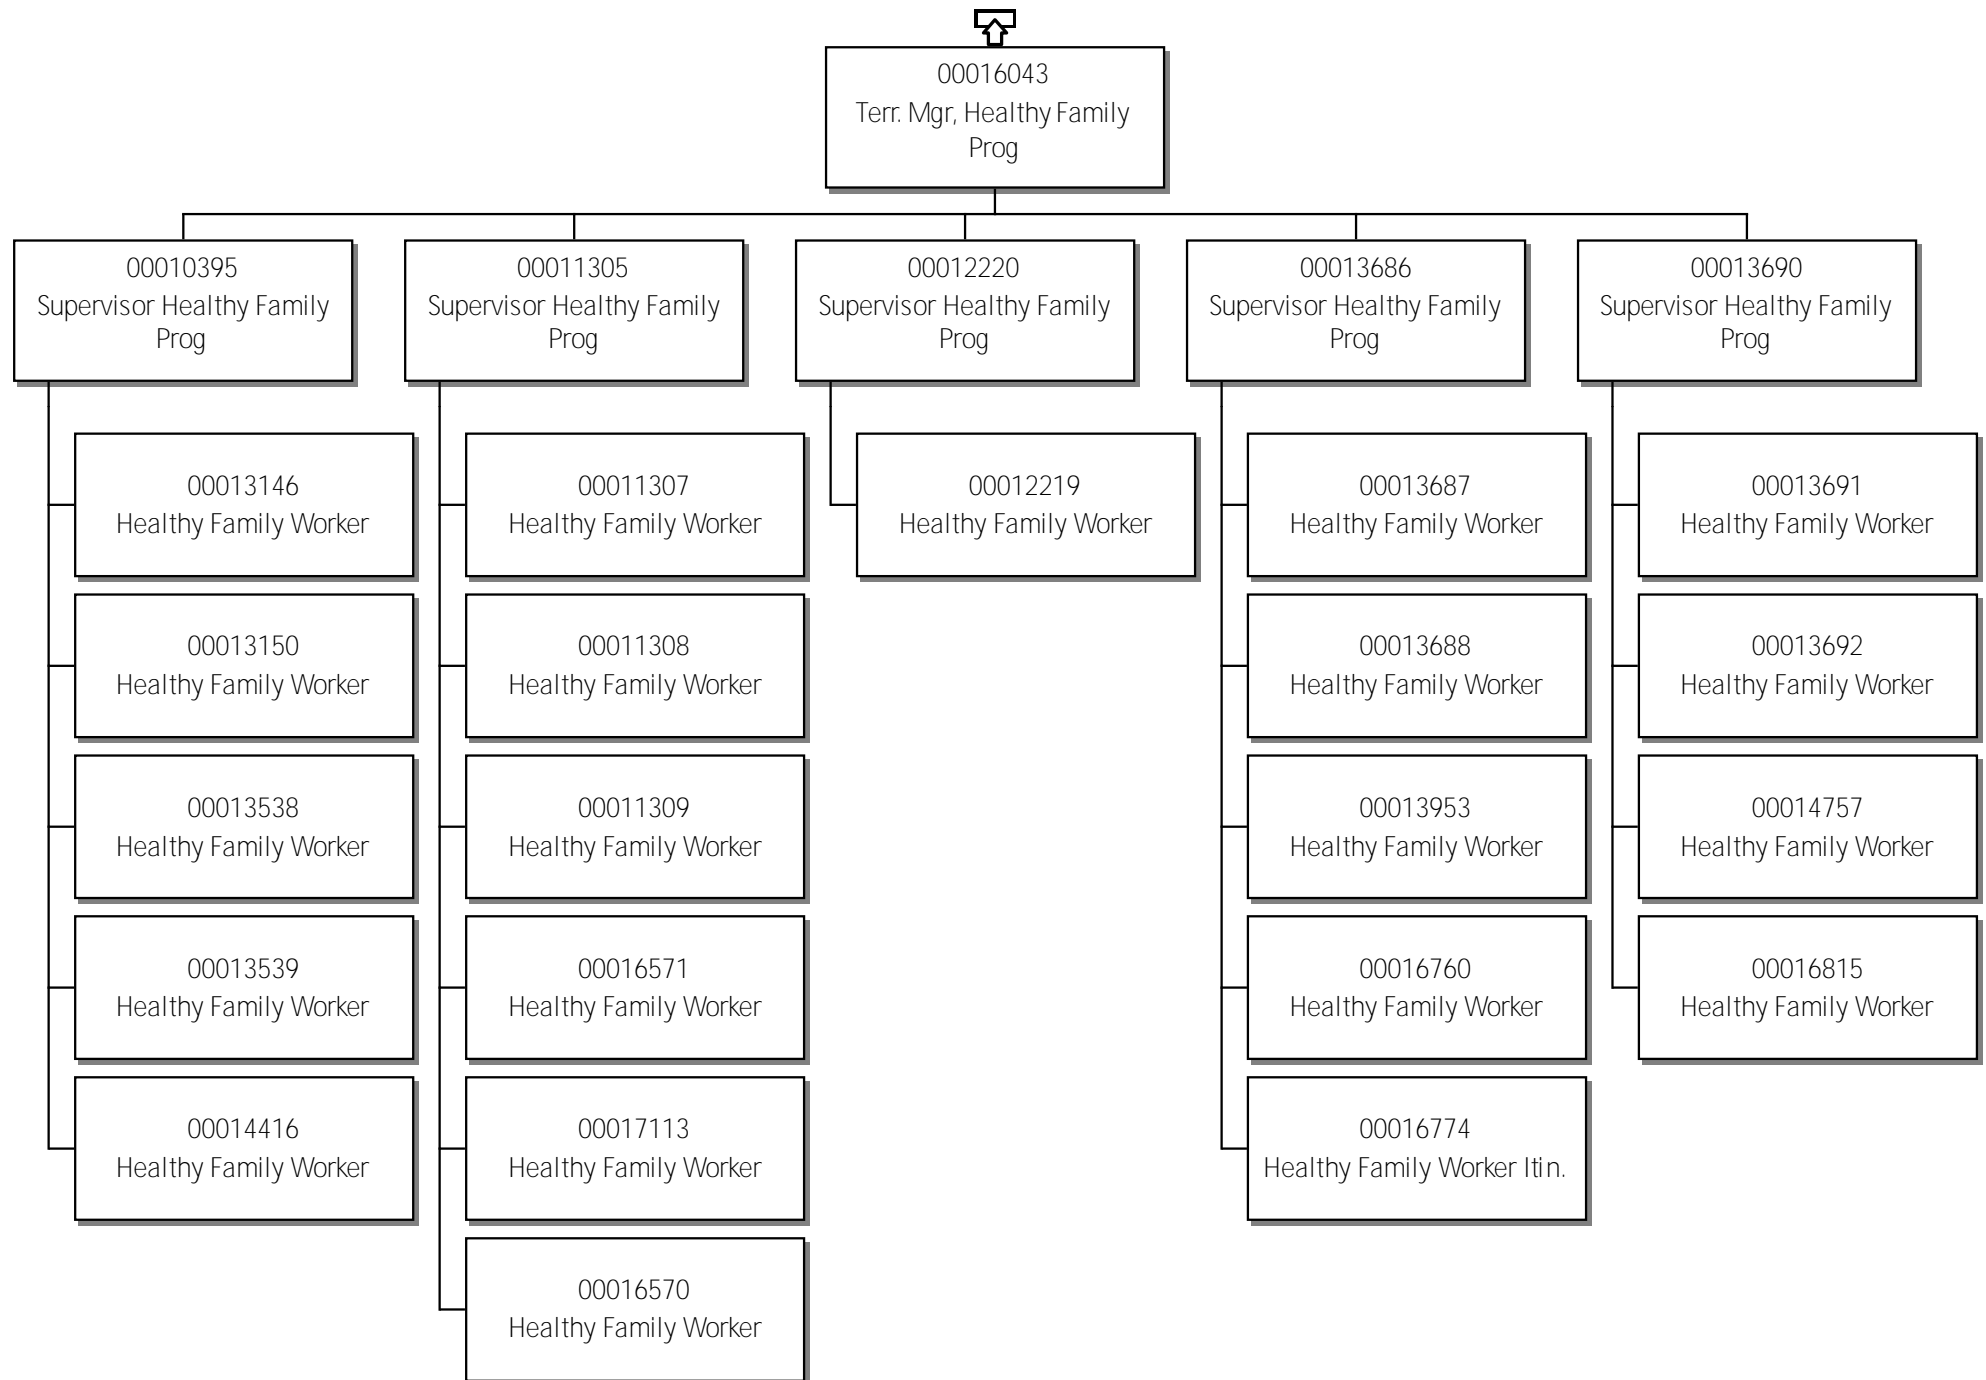 00016043
Terr. Mgr, Healthy Family
Prog
00010395
Supervisor Healthy Family
Prog
00011305
Supervisor Healthy Family
Prog
00012220
Supervisor Healthy Family
Prog
00013686
Supervisor Healthy Family
Prog
00013690
Supervisor Healthy Family
Prog
00013146
Healthy Family Worker
00013150
Healthy Family Worker
00013538
Healthy Family Worker
00013539
Healthy Family Worker
00014416
Healthy Family Worker
00011307
Healthy Family Worker
00011308
Healthy Family Worker
00011309
Healthy Family Worker
00016571
Healthy Family Worker
00017113
Healthy Family Worker
00016570
Healthy Family Worker
00012219
Healthy Family Worker
00013687
Healthy Family Worker
00013688
Healthy Family Worker
00013953
Healthy Family Worker
00016760
Healthy Family Worker
00016774
Healthy Family Worker Itin.
00013691
Healthy Family Worker
00013692
Healthy Family Worker
00014757
Healthy Family Worker
00016815
Healthy Family Worker